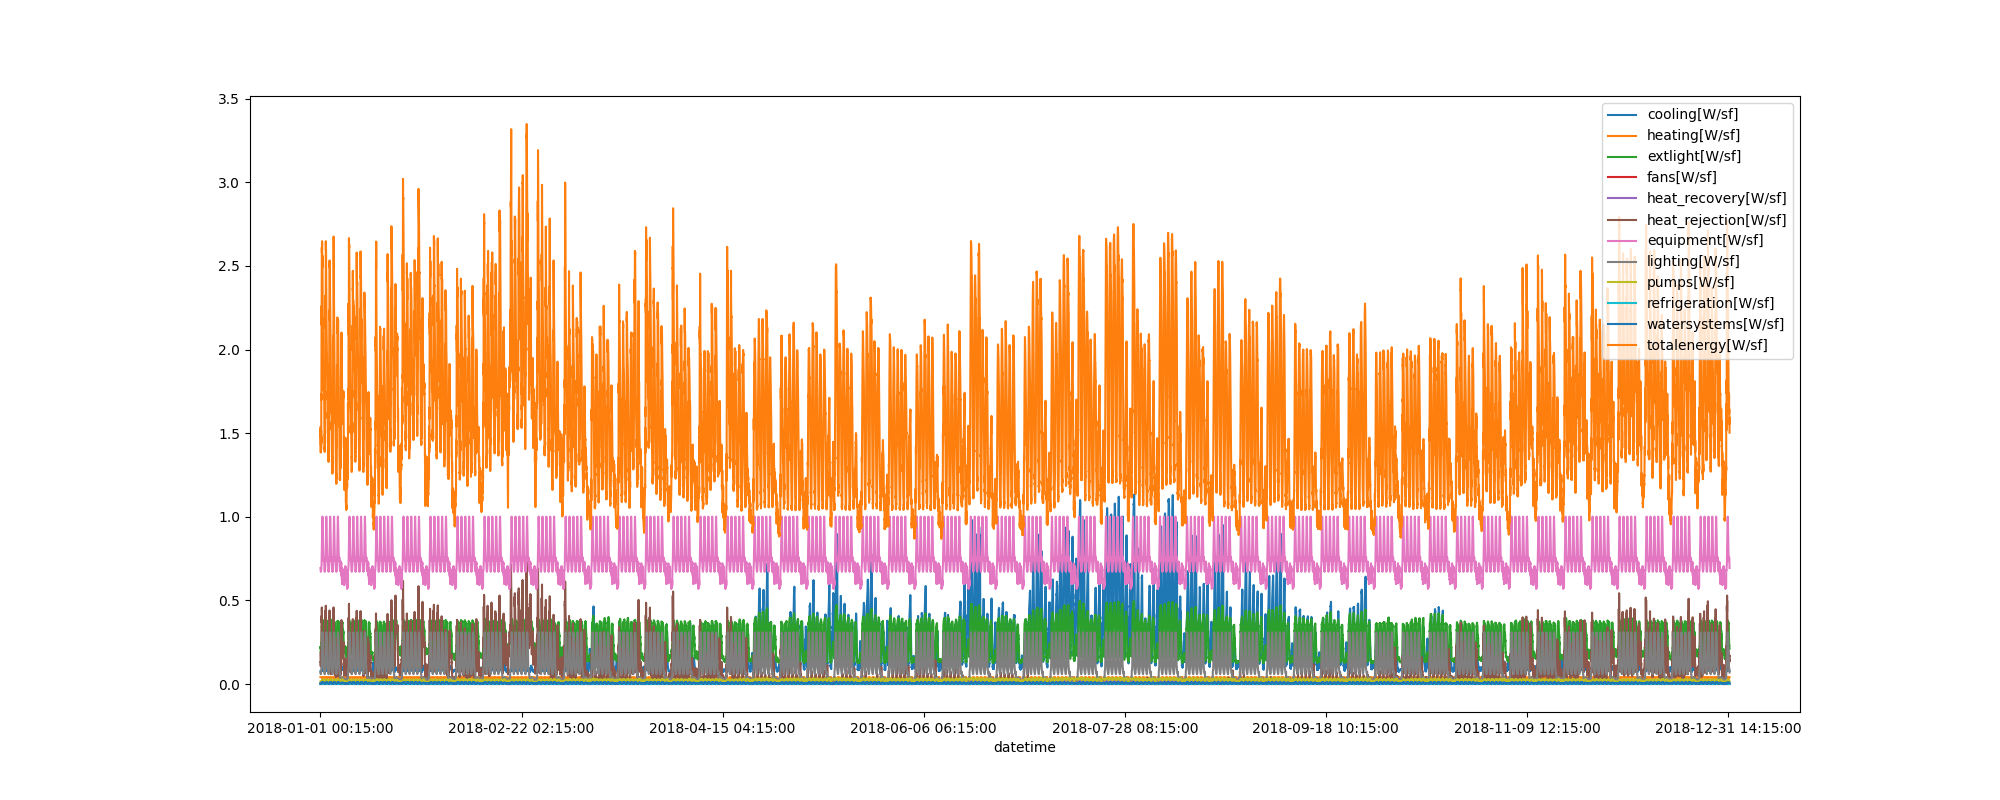 3.5
3.0
2.5
2.0
1.5
1.0
0.5
0.0
cooling[W/sf]
heating[W/sf]
extlight[W/sf]
fans[W/sf]
heat_recovery[W/sf]
heat_rejection[W/sf]
equipment[W/sf]
lighting[W/sf]
pumps[W/sf]
refrigeration[W/sf]
watersystems[W/sf]
totalenergy[W/sf]
2018-01-01 00:15:00 2018-02-22 02:15:00 2018-04-15 04:15:00 2018-06-06 06:15:00 2018-07-28 08:15:00 2018-09-18 10:15:00 2018-11-09 12:15:00 2018-12-31 14:15:00
datetime